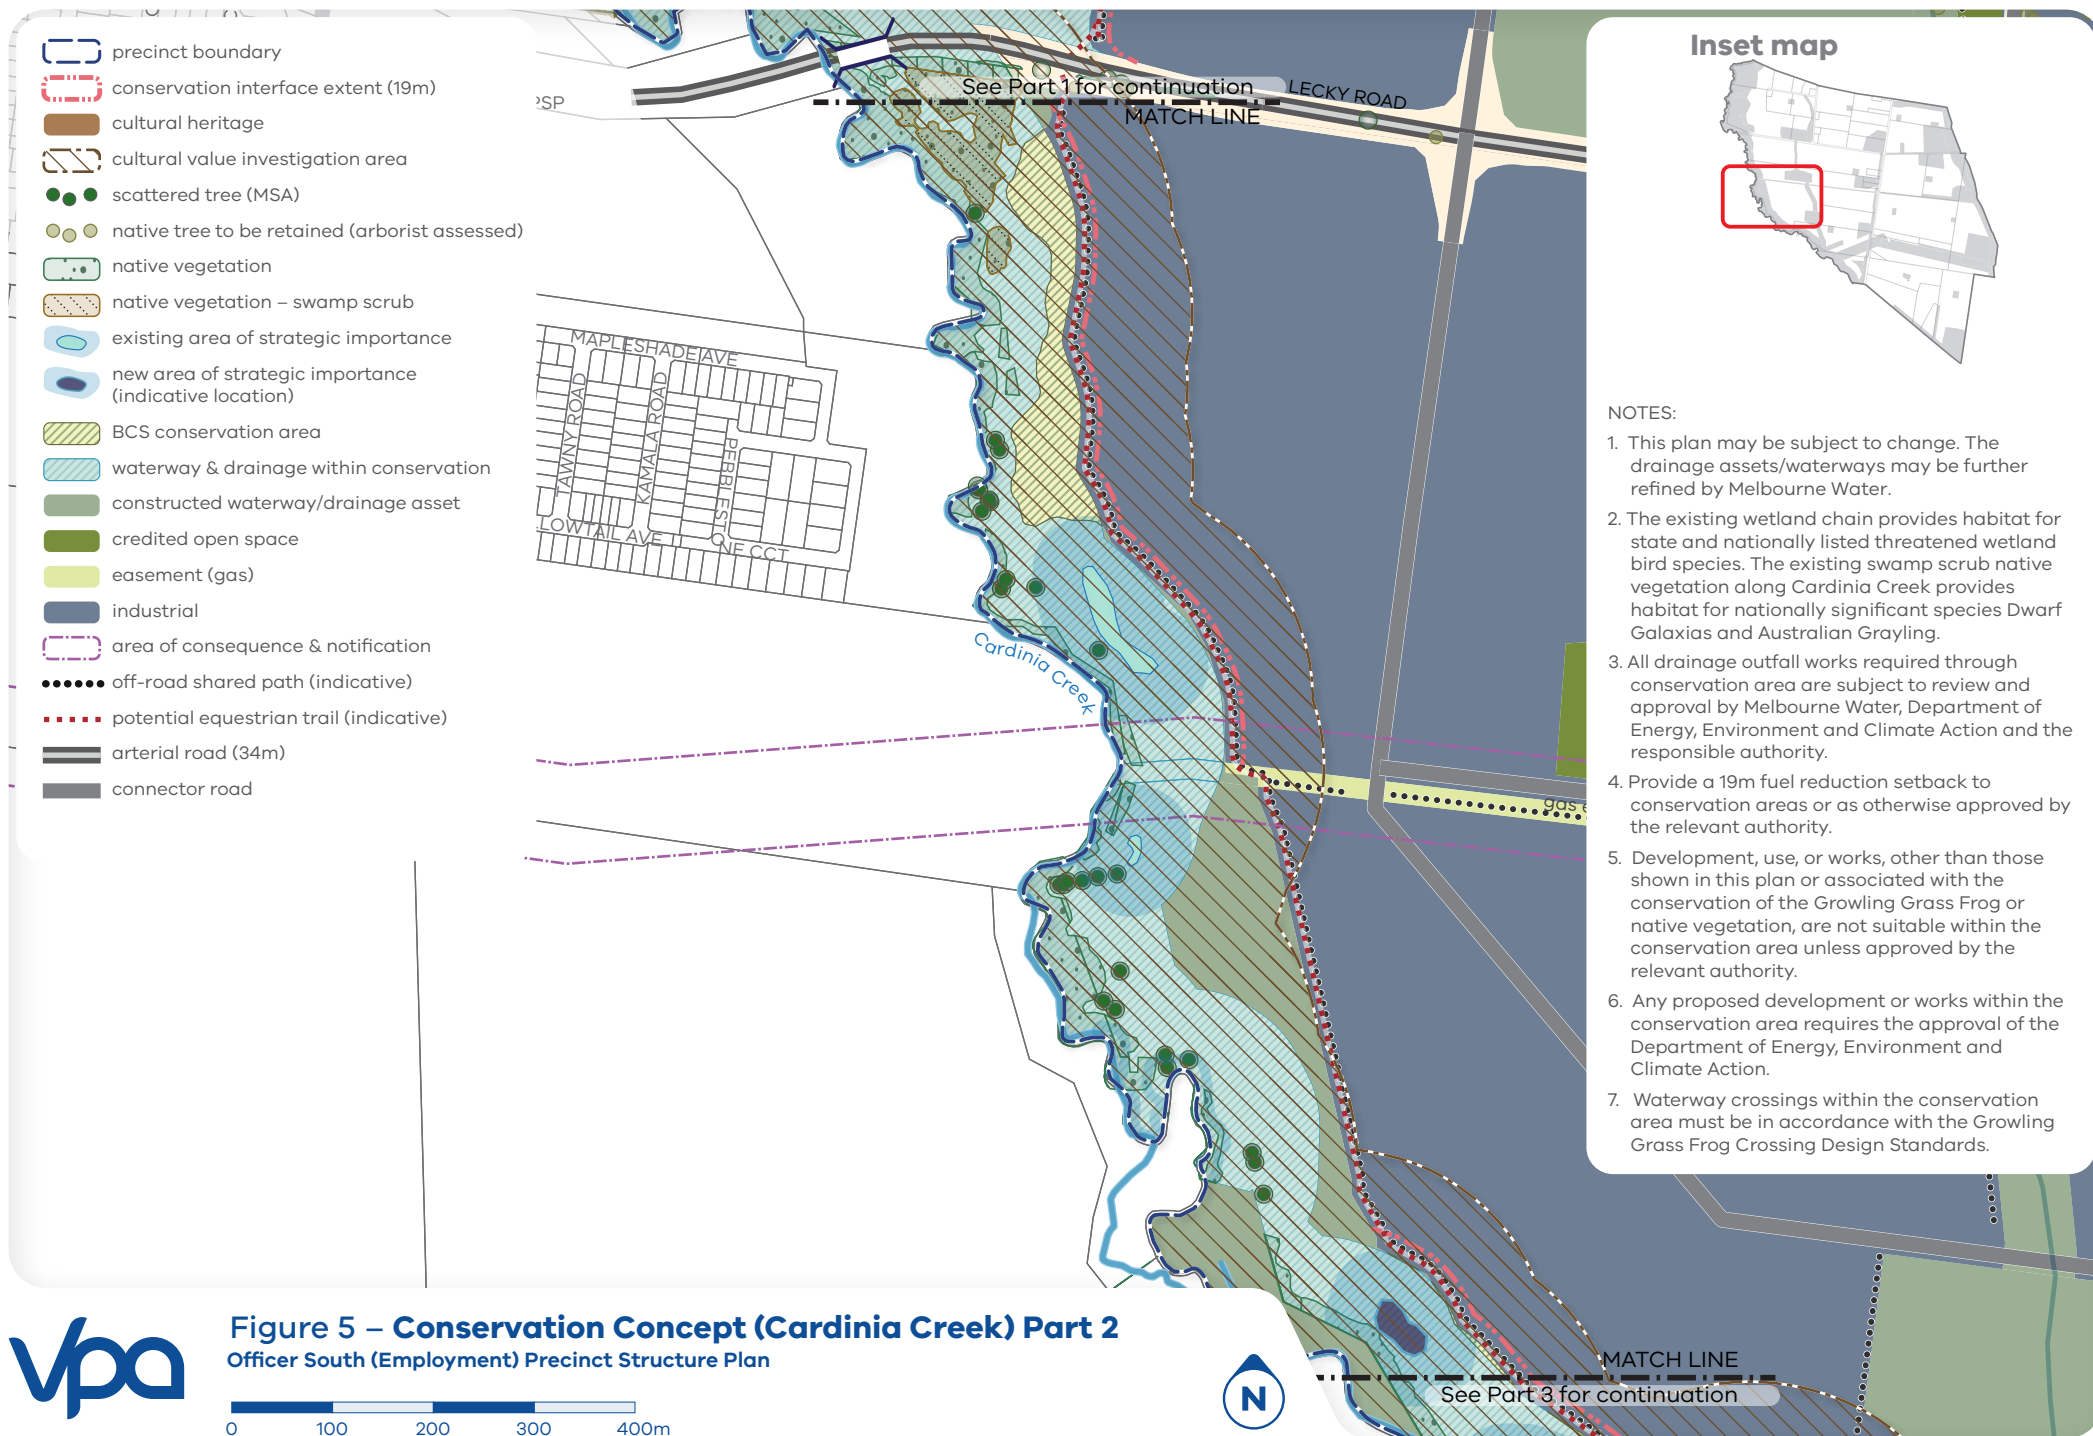 precinct boundary
conservation interface extent (19m)
cultural heritage
cultural value investigation area
scattered tree (MSA)
native tree to be retained (arborist assessed)
native vegetation
native vegetation – swamp scrub
existing area of strategic importance
new area of strategic importance
(indicative location)
BCS conservation area
waterway & drainage within conservation
constructed waterway/drainage asset
credited open space
easement (gas)
industrial
area of consequence & notification
off-road shared path (indicative)
potential equestrian trail (indicative)
arterial road (34m)
connector road
PSP
See Part 1 for continuation
MATCH LINE
LECKY ROAD
MAPLESHADE AVE
TAWNY ROAD
KAMALA ROAD
PEBBLESTONE CCT
LOWTAIL AVE
Cardinia Creek
gas
MATCH LINE
See Part 3 for continuation
Inset map
NOTES:
1. This plan may be subject to change. The
drainage assets/waterways may be further
refined by Melbourne Water.
2. The existing wetland chain provides habitat for
state and nationally listed threatened wetland
bird species. The existing swamp scrub native
vegetation along Cardinia Creek provides
habitat for nationally significant species Dwarf
Galaxias and Australian Grayling.
3. All drainage outfall works required through
conservation area are subject to review and
approval by Melbourne Water, Department of
Energy, Environment and Climate Action and the
responsible authority.
4. Provide a 19m fuel reduction setback to
conservation areas or as otherwise approved by
the relevant authority.
5. Development, use, or works, other than those
shown in this plan or associated with the
conservation of the Growling Grass Frog or
native vegetation, are not suitable within the
conservation area unless approved by the
relevant authority.
6. Any proposed development or works within the
conservation area requires the approval of the
Department of Energy, Environment and
Climate Action.
7. Waterway crossings within the conservation
area must be in accordance with the Growling
Grass Frog Crossing Design Standards.
vpa
Figure 5 – Conservation Concept (Cardinia Creek) Part 2
Officer South (Employment) Precinct Structure Plan
0 100 200 300 400m
N